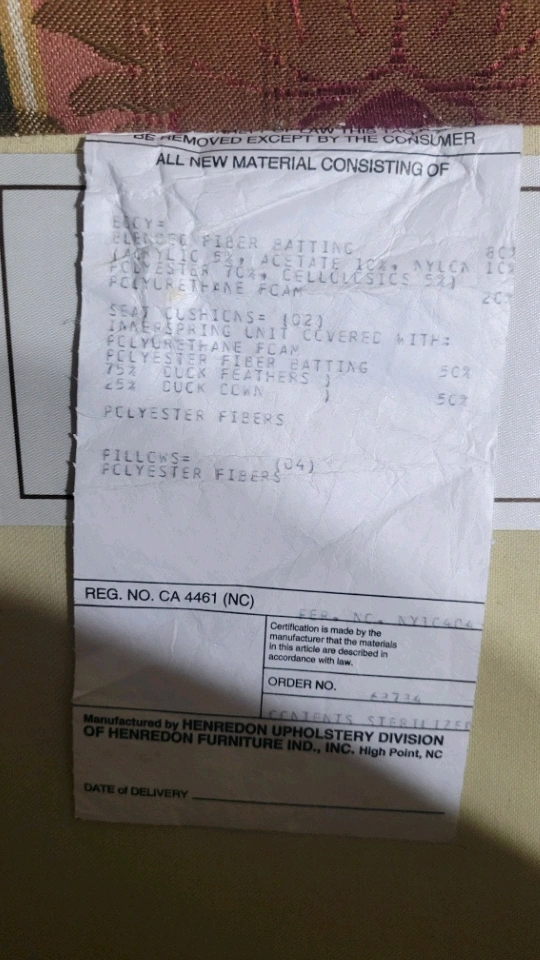 BE REMOVED EXCEPT BY THE CONSUMER
ALL NEW MATERIAL CONSISTING OF
BODY=
BLENDED FIBER BATTING 80%
(ACRYLIC 5%, ACETATE 10%, NYLON 10%
POLYESTER 70%, CELLULOSICS 5%)
POLYURETHANE FOAM 20%
SEAT CUSHIONS= (02)
INNERSPRING UNIT COVERED WITH:
POLYURETHANE FOAM
POLYESTER FIBER BATTING 50%
75% DUCK FEATHERS )
25% DUCK DOWN ) 50%
POLYESTER FIBERS
PILLOWS= (04)
POLYESTER FIBERS
REG. NO. CA 4461 (NC)
PER. NO. NY10404
Certification is made by the
manufacturer that the materials
in this article are described in
accordance with law.
ORDER NO.
CONTENTS STERILIZED
Manufactured by HENREDON UPHOLSTERY DIVISION
OF HENREDON FURNITURE IND., INC. High Point, NC
DATE of DELIVERY